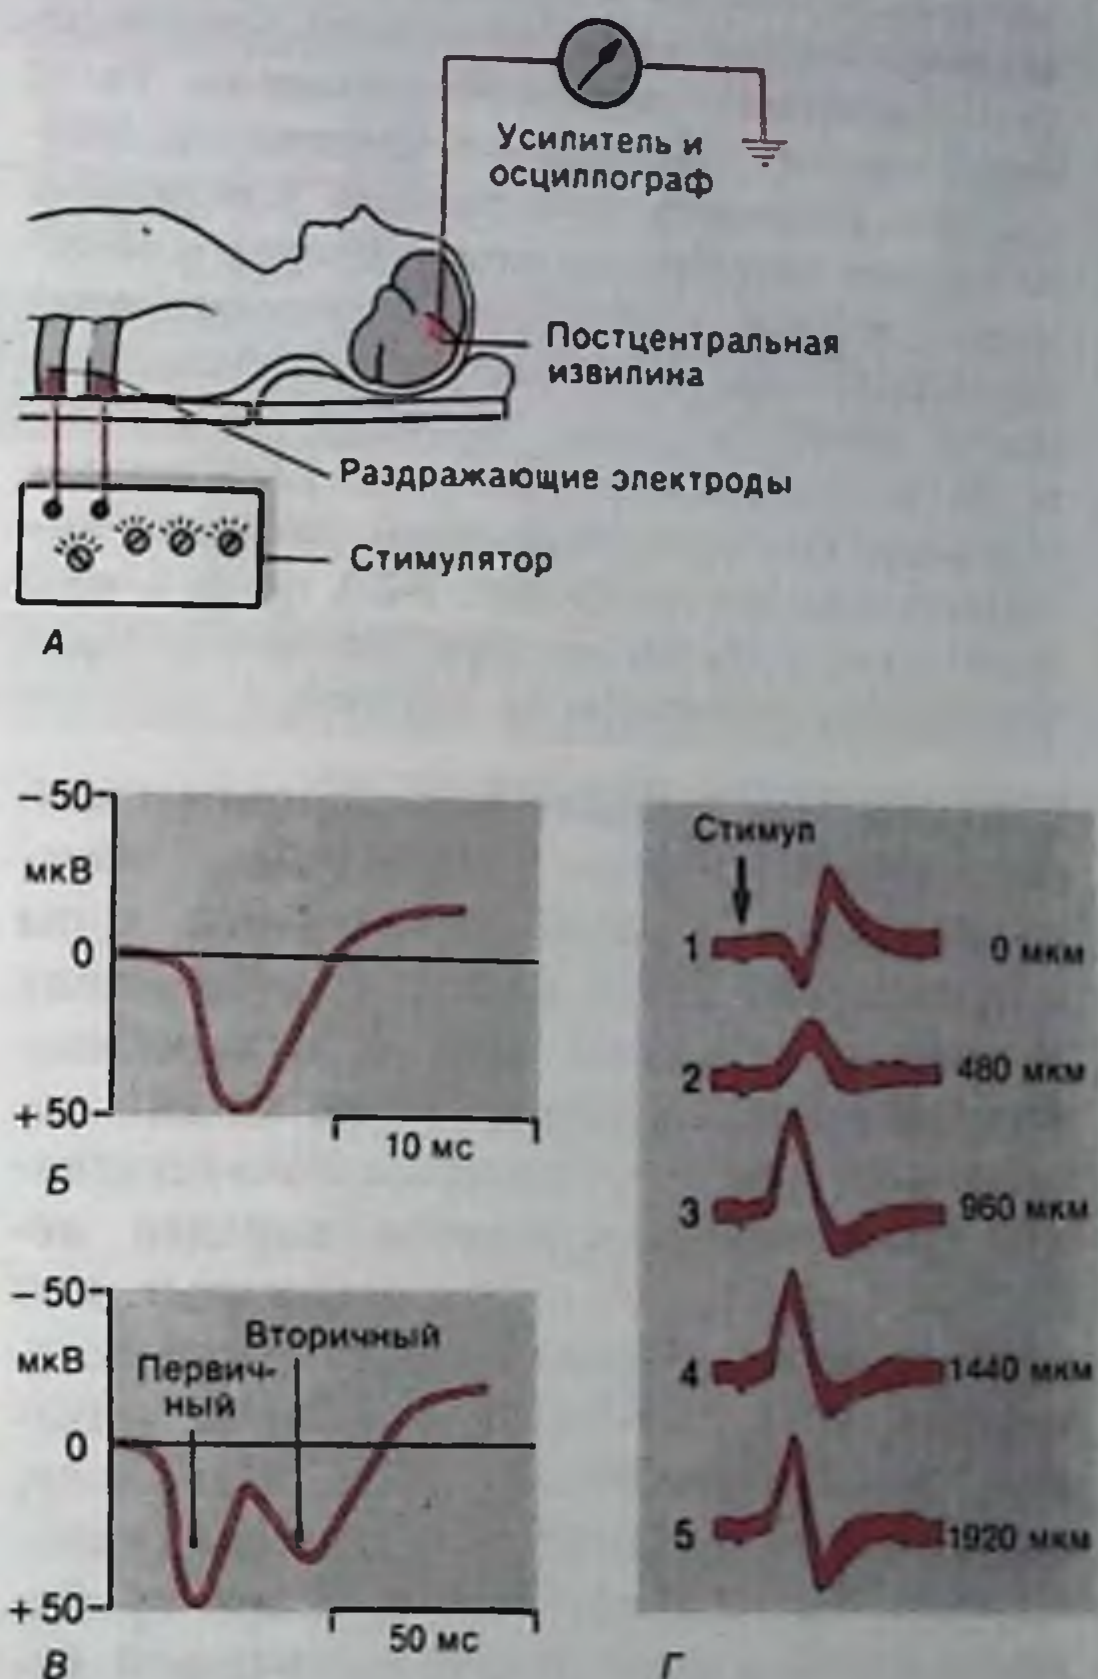 Усилитель и
осциллограф
Постцентральная
извилина
Раздражающие электроды
Стимулятор
А
−50
мкВ
0
+50
10 мс
Б
−50
мкВ
Вторичный
Первич-
ный
0
+50
50 мс
В
Стимул
1 0 мкм
2 480 мкм
3 960 мкм
4 1440 мкм
5 1920 мкм
Г